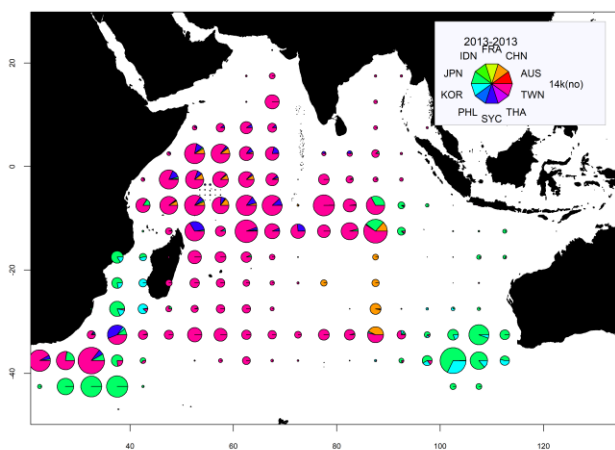 2013-2013
FRA
IDN CHN
JPN AUS
KOR TWN 14k(no)
PHL THA
SYC
20
0
-20
-40
40 60 80 100 120